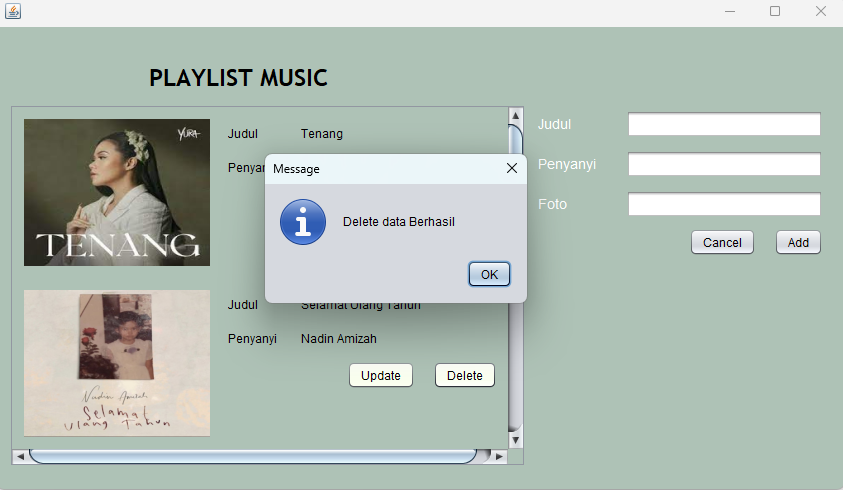 PLAYLIST MUSIC
YURA
TENANG
Judul
Tenang
Penyan
Message
Delete data Berhasil
OK
Nadin Amizah
Selamat
Ulang Tahun
Judul
Selamat Ulang Tahun
Penyanyi
Nadin Amizah
Update
Delete
Judul
Penyanyi
Foto
Cancel
Add